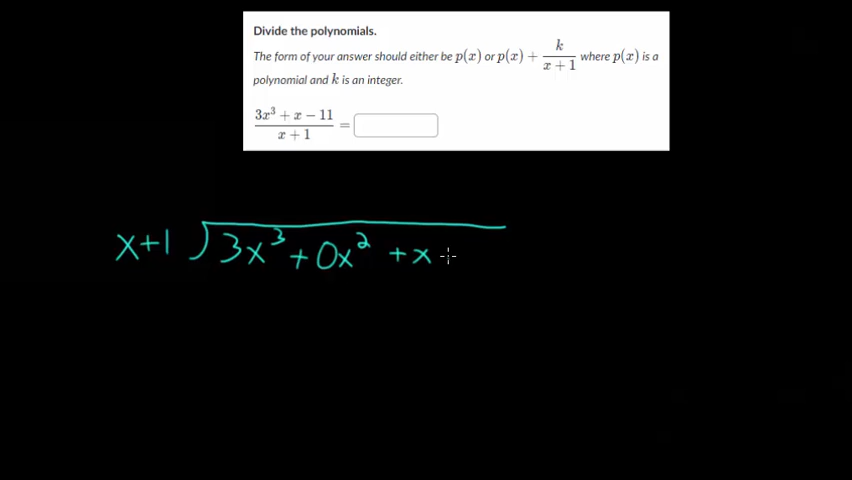 Divide the polynomials.
The form of your answer should either be p(x) or p(x) + k/(x + 1) where p(x) is a
polynomial and k is an integer.
(3x³ + x − 11)/(x + 1) =
x+1 ) 3x³ + 0x² + x